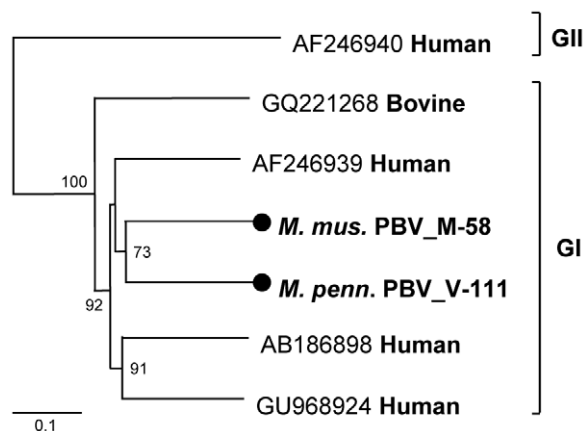 AF246940 Human
GII
GQ221268 Bovine
100
AF246939 Human
M. mus. PBV_M-58
73
GI
M. penn. PBV_V-111
92
AB186898 Human
91
GU968924 Human
0.1